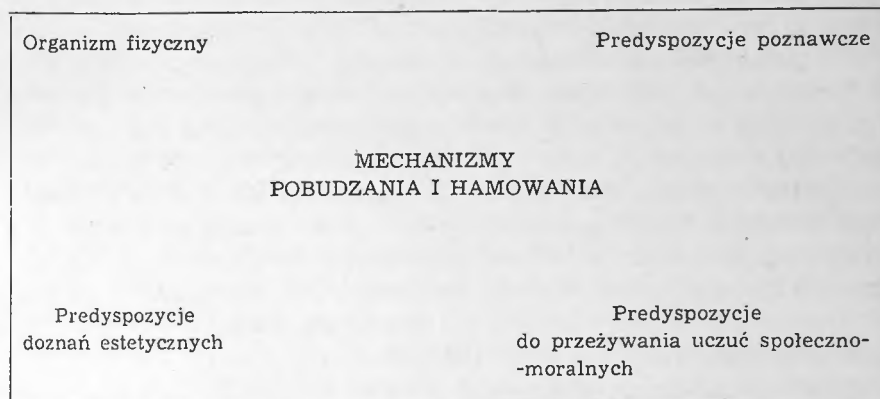 Organizm fizyczny
Predyspozycje poznawcze
MECHANIZMY
POBUDZANIA I HAMOWANIA
Predyspozycje
doznań estetycznych
Predyspozycje
do przeżywania uczuć społeczno-
-moralnych